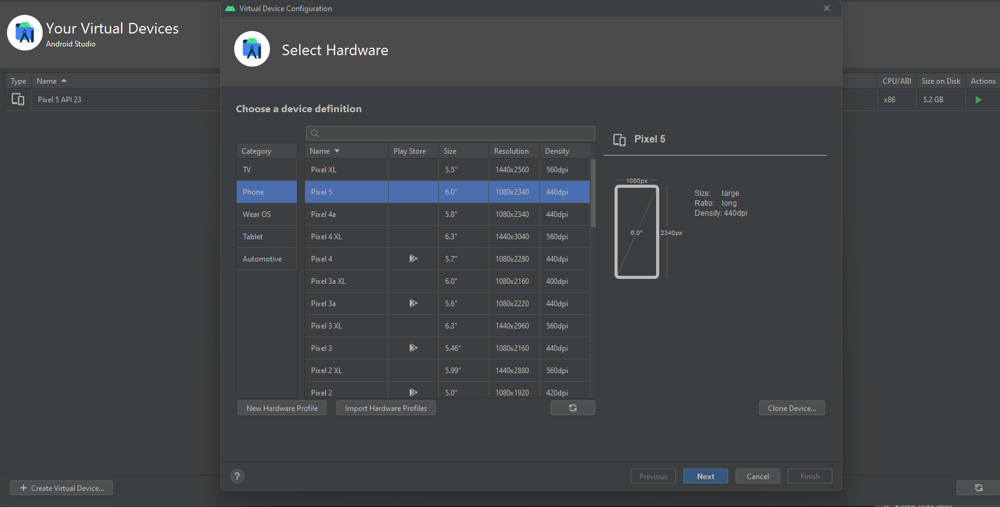 Virtual Device Configuration
Your Virtual Devices
Android Studio
Select Hardware
Type Name CPU/ABI Size on Disk Actions
Pixel 5 API 23 x86 5.2 GB
Choose a device definition
Category
TV
Phone
Wear OS
Tablet
Automotive
Name Play Store Size Resolution Density
Pixel XL 5.5" 1440x2560 560dpi
Pixel 5 6.0" 1080x2340 440dpi
Pixel 4a 5.8" 1080x2340 440dpi
Pixel 4 XL 6.3" 1440x3040 560dpi
Pixel 4 5.7" 1080x2280 440dpi
Pixel 3a XL 6.0" 1080x2160 400dpi
Pixel 3a 5.6" 1080x2220 440dpi
Pixel 3 XL 6.3" 1440x2960 560dpi
Pixel 3 5.46" 1080x2160 440dpi
Pixel 2 XL 5.99" 1440x2880 560dpi
Pixel 2 5.0" 1080x1920 420dpi
Pixel 5
1080px
6.0"
2340px
Size: large
Ratio: long
Density: 440dpi
New Hardware Profile Import Hardware Profiles Clone Device...
? Previous Next Cancel Finish
+ Create Virtual Device...
Kotlin code style